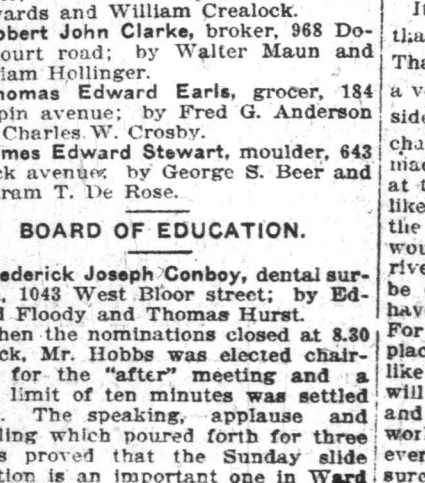 wards and William Crealock.
obert John Clarke, broker, 968 Do-
ourt road; by Walter Maun and
iam Hollinger.
homas Edward Earls, grocer, 184
pin avenue; by Fred G. Anderson
Charles W. Crosby.
mes Edward Stewart, moulder, 643
ck avenue; by George S. Beer and
ram T. De Rose.
BOARD OF EDUCATION.
ederick Joseph Conboy, dental sur-
, 1043 West Bloor street; by Ed-
d Floody and Thomas Hurst.
hen the nominations closed at 8.30
ck, Mr. Hobbs was elected chair-
for the "after" meeting and a
limit of ten minutes was settled
. The speaking, applause and
ling which poured forth for three
s proved that the Sunday slide
tion is an important one in Ward
It
tha
Tha
a v
side
cha
mad
at t
like
the
wou
rive
be
hav
For
plac
like
will
and
wor
ever
surc